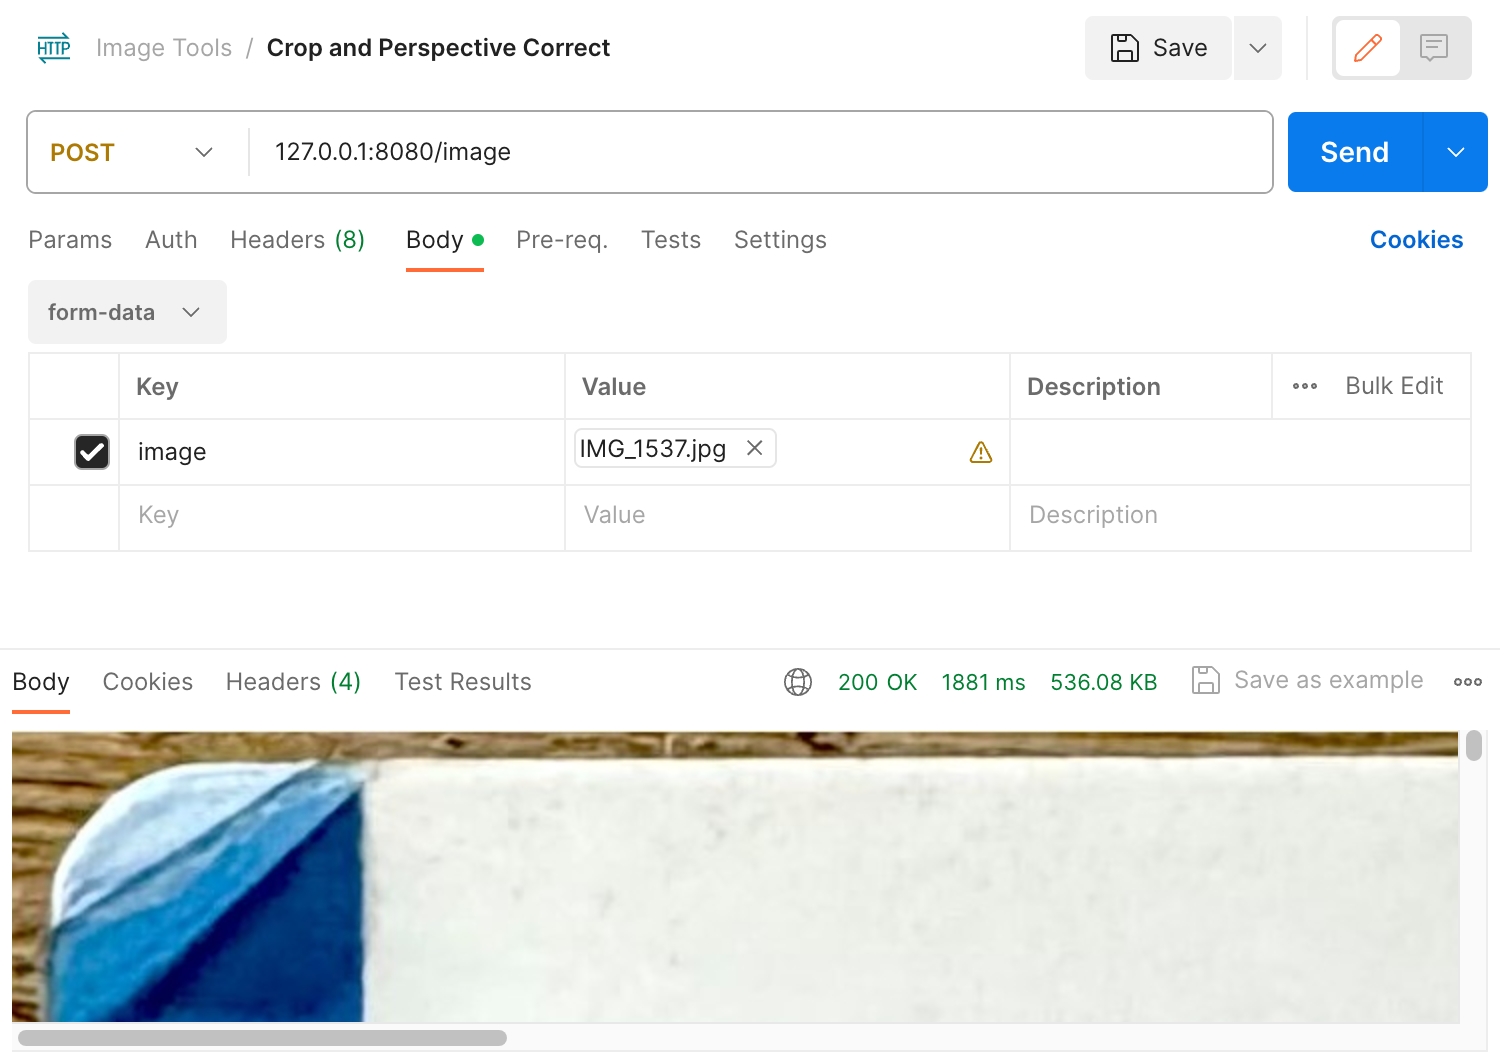 HTTP Image Tools / Crop and Perspective Correct Save
POST 127.0.0.1:8080/image Send
Params Auth Headers (8) Body Pre-req. Tests Settings Cookies
form-data
Key Value Description Bulk Edit
image IMG_1537.jpg
Key Value Description
Body Cookies Headers (4) Test Results 200 OK 1881 ms 536.08 KB Save as example